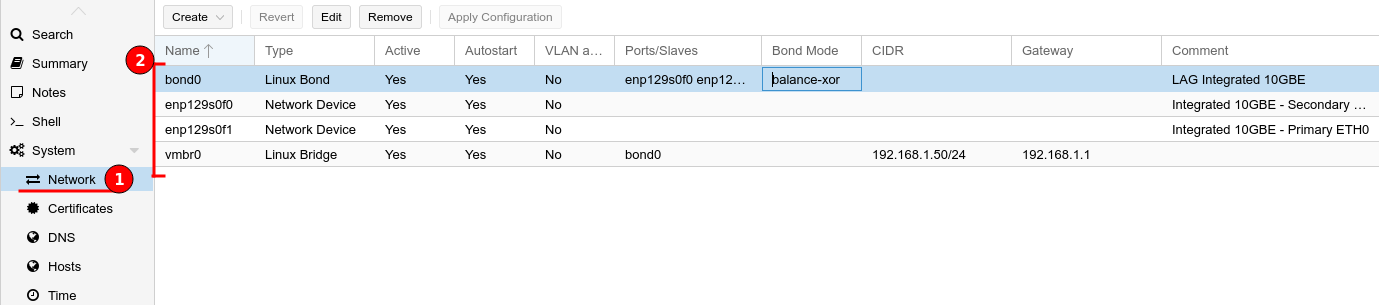 Create Revert Edit Remove Apply Configuration
Search
Summary
Notes
Shell
System
Network 1
Certificates
DNS
Hosts
Time
2
Name Type Active Autostart VLAN a... Ports/Slaves Bond Mode CIDR Gateway Comment
bond0 Linux Bond Yes Yes No enp129s0f0 enp12... balance-xor LAG Integrated 10GBE
enp129s0f0 Network Device Yes Yes No Integrated 10GBE - Secondary ...
enp129s0f1 Network Device Yes Yes No Integrated 10GBE - Primary ETH0
vmbr0 Linux Bridge Yes Yes No bond0 192.168.1.50/24 192.168.1.1